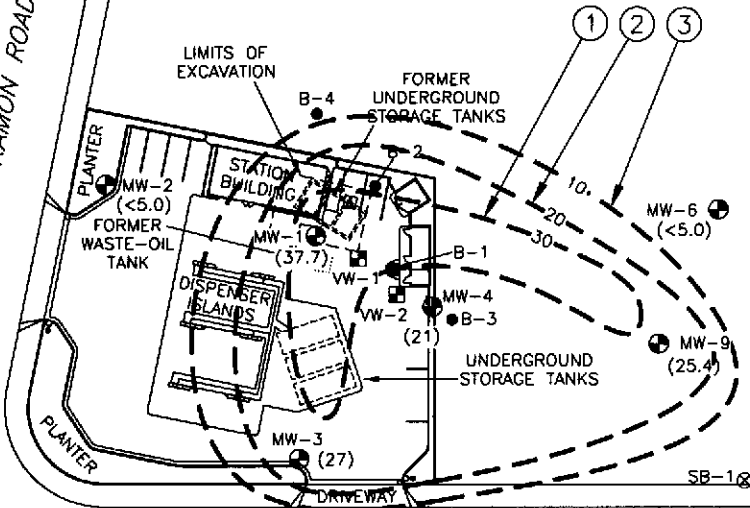 RAMON ROAD
1
2
3
LIMITS OF
EXCAVATION
FORMER
UNDERGROUND
STORAGE TANKS
B-4
PLANTER
STATION
BUILDING
B-2
MW-2
(<5.0)
10
20
30
MW-6
(<5.0)
FORMER
WASTE-OIL
TANK
MW-1
(37.7)
VW-1
B-1
DISPENSER
ISLANDS
VW-2
MW-4
(21)
B-3
MW-9
(25.4)
UNDERGROUND
STORAGE TANKS
PLANTER
MW-3
(27)
DRIVEWAY
SB-1